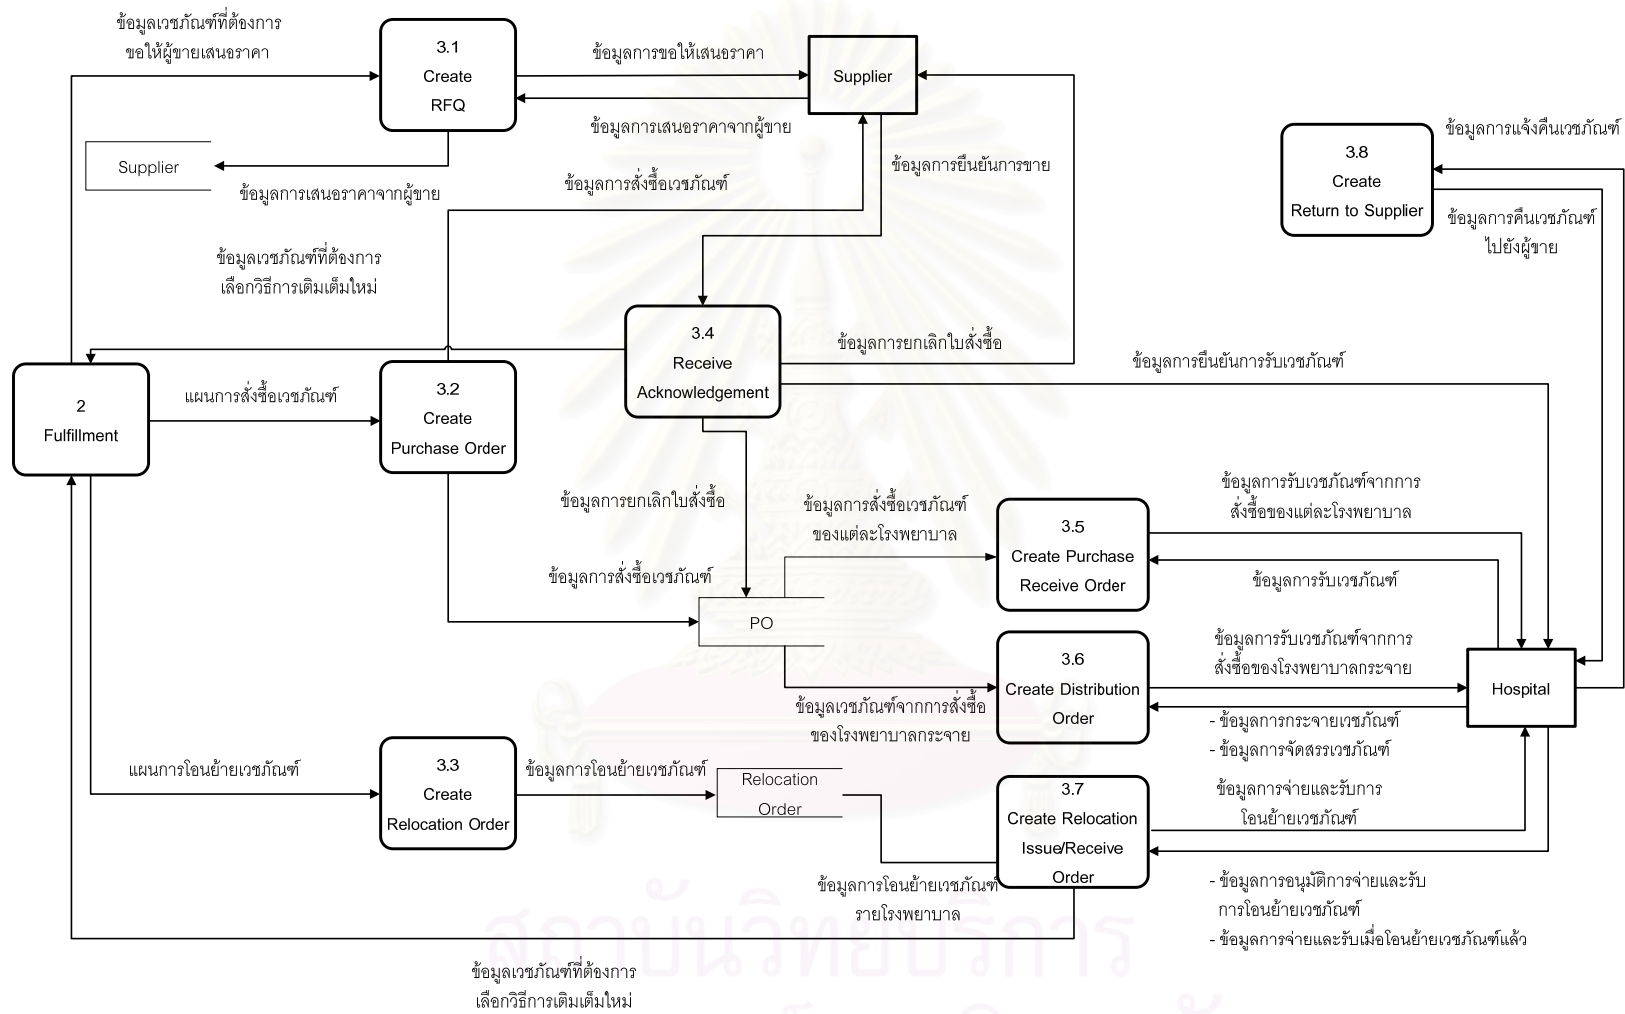 ข้อมูลเวชภัณฑ์ที่ต้องการ
ขอให้ผู้ขายเสนอราคา
3.1
Create
RFQ
ข้อมูลการขอให้เสนอราคา
Supplier
ข้อมูลการเสนอราคาจากผู้ขาย
ข้อมูลการแจ้งคืนเวชภัณฑ์
3.8
Create
Return to Supplier
Supplier
ข้อมูลการเสนอราคาจากผู้ขาย
ข้อมูลการสั่งซื้อเวชภัณฑ์
ข้อมูลการยืนยันการขาย
ข้อมูลการคืนเวชภัณฑ์
ไปยังผู้ขาย
ข้อมูลเวชภัณฑ์ที่ต้องการ
เลือกวิธีการเติมเต็มใหม่
3.4
Receive
Acknowledgement
ข้อมูลการยกเลิกใบสั่งซื้อ
ข้อมูลการยืนยันการรับเวชภัณฑ์
2
Fulfillment
แผนการสั่งซื้อเวชภัณฑ์
3.2
Create
Purchase Order
ข้อมูลการยกเลิกใบสั่งซื้อ
ข้อมูลการสั่งซื้อเวชภัณฑ์
ของแต่ละโรงพยาบาล
3.5
Create Purchase
Receive Order
ข้อมูลการรับเวชภัณฑ์จากการ
สั่งซื้อของแต่ละโรงพยาบาล
ข้อมูลการรับเวชภัณฑ์
ข้อมูลการสั่งซื้อเวชภัณฑ์
PO
3.6
Create Distribution
Order
ข้อมูลการรับเวชภัณฑ์จากการ
สั่งซื้อของโรงพยาบาลกระจาย
Hospital
ข้อมูลเวชภัณฑ์จากการสั่งซื้อ
ของโรงพยาบาลกระจาย
- ข้อมูลการกระจายเวชภัณฑ์
- ข้อมูลการจัดสรรเวชภัณฑ์
แผนการโอนย้ายเวชภัณฑ์
3.3
Create
Relocation Order
ข้อมูลการโอนย้ายเวชภัณฑ์
Relocation
Order
3.7
Create Relocation
Issue/Receive
Order
ข้อมูลการจ่ายและรับการ
โอนย้ายเวชภัณฑ์
ข้อมูลการโอนย้ายเวชภัณฑ์
รายโรงพยาบาล
- ข้อมูลการอนุมัติการจ่ายและรับ
การโอนย้ายเวชภัณฑ์
- ข้อมูลการจ่ายและรับเมื่อโอนย้ายเวชภัณฑ์แล้ว
สถาบันวิทยบริการ
ข้อมูลเวชภัณฑ์ที่ต้องการ
เลือกวิธีการเติมเต็มใหม่